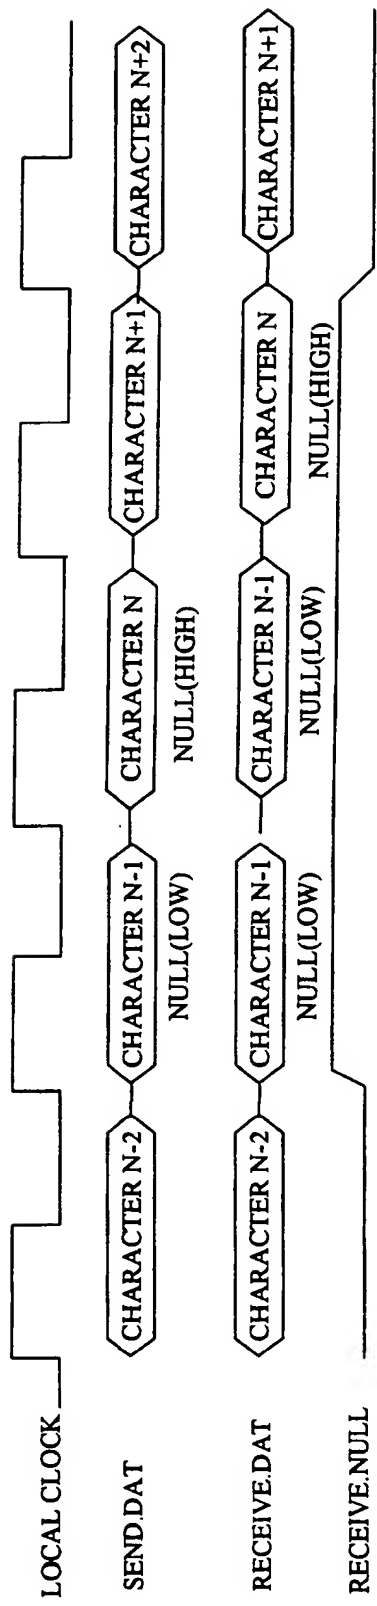 LOCAL CLOCK
SEND.DAT
CHARACTER N-2
CHARACTER N-1
CHARACTER N
CHARACTER N+1
CHARACTER N+2
NULL(LOW)
NULL(HIGH)
RECEIVE.DAT
CHARACTER N-2
CHARACTER N-1
CHARACTER N-1
CHARACTER N
CHARACTER N+1
NULL(LOW)
NULL(LOW)
NULL(HIGH)
RECEIVE.NULL